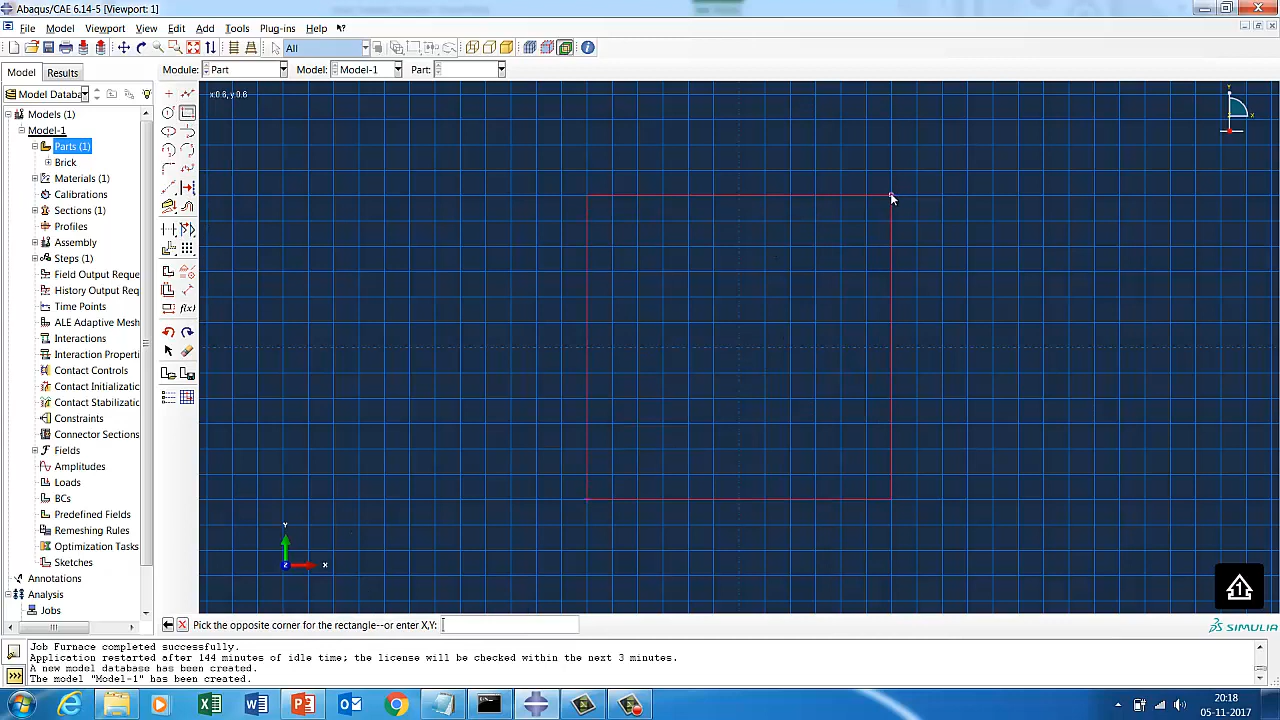 Abaqus/CAE 6.14-5 [Viewport: 1]
File Model Viewport View Edit Add Tools Plug-ins Help
All
Model Results Module: Part Model: Model-1 Part:
Model Databa
x:0.6, y:0.6
Models (1)
Model-1
Parts (1)
Brick
Materials (1)
Calibrations
Sections (1)
Profiles
Assembly
Steps (1)
Field Output Reque
History Output Req
Time Points
ALE Adaptive Mesh
Interactions
Interaction Properti
Contact Controls
Contact Initializatic
Contact Stabilizatic
Constraints
Connector Sections
Fields
Amplitudes
Loads
BCs
Predefined Fields
Remeshing Rules
Optimization Tasks
Sketches
Annotations
Analysis
Jobs
f(x)
Y
X
Y
X
Z
1
Pick the opposite corner for the rectangle--or enter X,Y:
SIMULIA
Job Furnace completed successfully.
Application restarted after 144 minutes of idle time; the license will be checked within the next 3 minutes.
A new model database has been created.
The model "Model-1" has been created.
>>>
20:18
05-11-2017